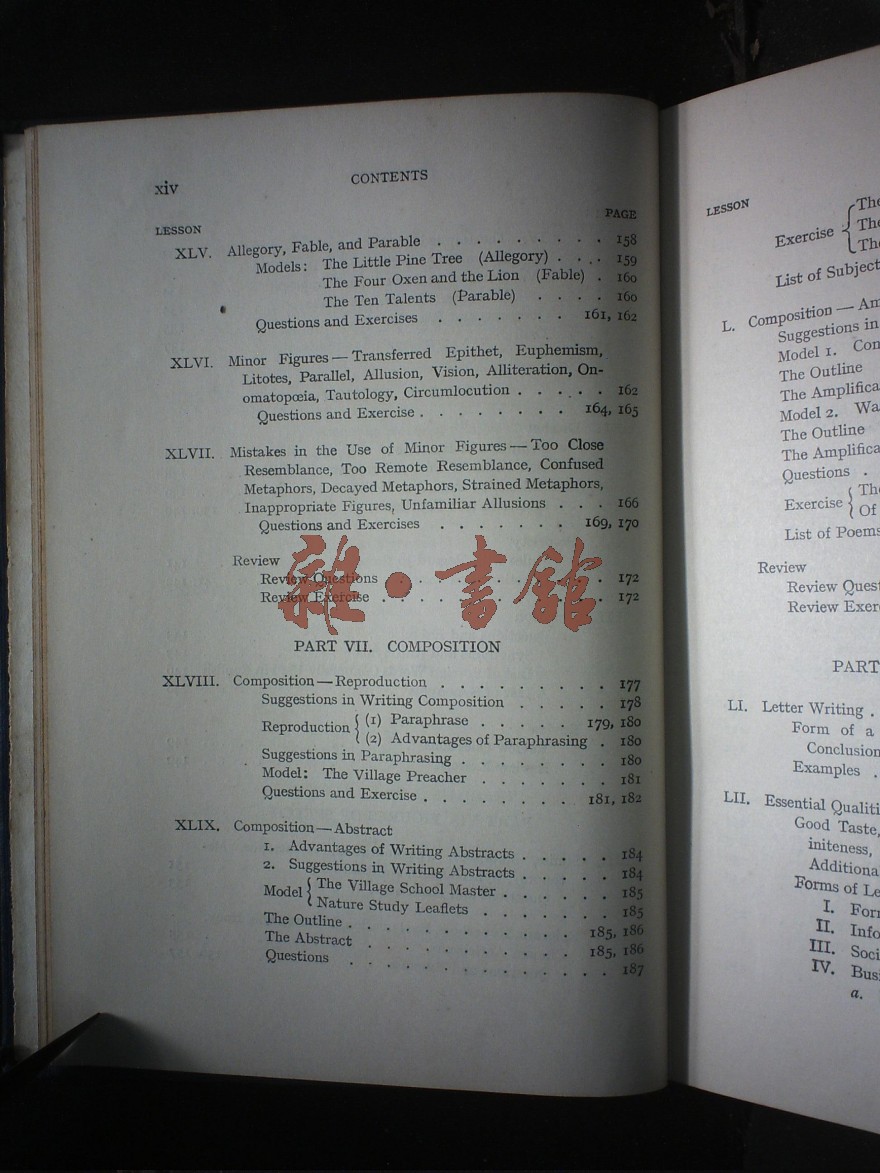 xiv
CONTENTS
LESSON
PAGE
XLV. Allegory, Fable, and Parable . . . . . . . . . 158
Models: The Little Pine Tree (Allegory) . . . . 159
The Four Oxen and the Lion (Fable) . 160
The Ten Talents (Parable) . . . . 160
Questions and Exercises . . . . . . . 161, 162
XLVI. Minor Figures — Transferred Epithet, Euphemism,
Litotes, Parallel, Allusion, Vision, Alliteration, On-
omatopœia, Tautology, Circumlocution . . . . . 162
Questions and Exercise . . . . . . . 164, 165
XLVII. Mistakes in the Use of Minor Figures — Too Close
Resemblance, Too Remote Resemblance, Confused
Metaphors, Decayed Metaphors, Strained Metaphors,
Inappropriate Figures, Unfamiliar Allusions . . . 166
Questions and Exercises . . . . . . . 169, 170
Review
Review Questions . . . . . . . . . . . 172
Review Exercise . . . . . . . . . . . 172
雜·書館
PART VII. COMPOSITION
XLVIII. Composition — Reproduction . . . . . . . . . 177
Suggestions in Writing Composition . . . . . 178
Reproduction { (1) Paraphrase . . . . . 179, 180
(2) Advantages of Paraphrasing . 180
Suggestions in Paraphrasing . . . . . . . . 180
Model: The Village Preacher . . . . . . . 181
Questions and Exercise . . . . . . . . 181, 182
XLIX. Composition — Abstract
1. Advantages of Writing Abstracts . . . . . 184
2. Suggestions in Writing Abstracts . . . . . 184
Model { The Village School Master . . . . . . 185
Nature Study Leaflets . . . . . . . 185
The Outline . . . . . . . . . . . 185, 186
The Abstract . . . . . . . . . . 185, 186
Questions . . . . . . . . . . . . . 187
LESSON
Exercise { The
The
The
List of Subject
L. Composition — An
Suggestions in
Model 1. Con
The Outline
The Amplifica
Model 2. Wa
The Outline
The Amplifica
Questions .
Exercise { The
Of
List of Poems
Review
Review Quest
Review Exer
PART
LI. Letter Writing .
Form of a
Conclusion
Examples .
LII. Essential Qualiti
Good Taste,
initeness,
Additional
Forms of Le
I. For
II. Info
III. Soci
IV. Bus
a.